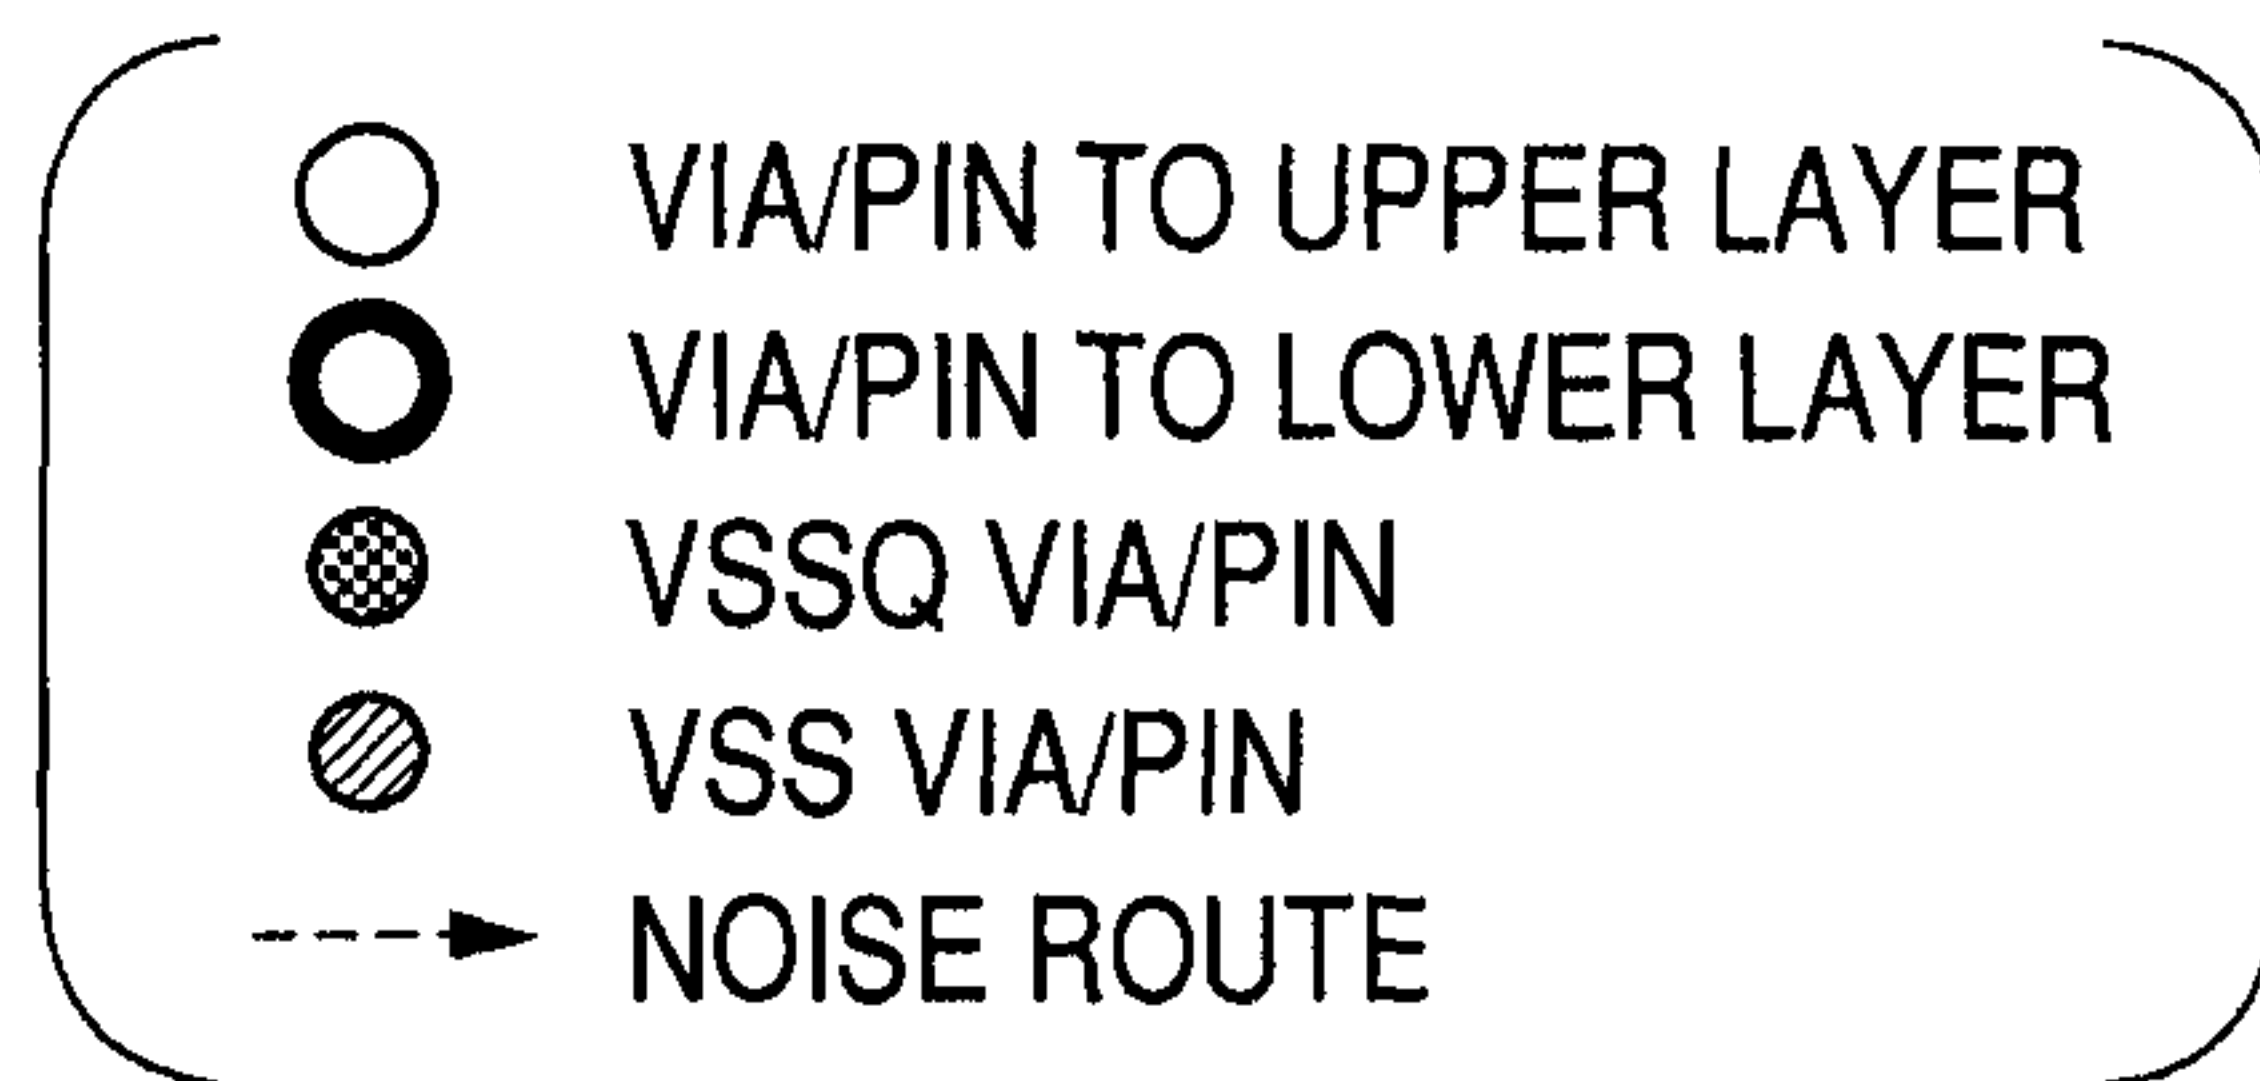 VIA/PIN TO UPPER LAYER
VIA/PIN TO LOWER LAYER
VSSQ VIA/PIN
VSS VIA/PIN
NOISE ROUTE